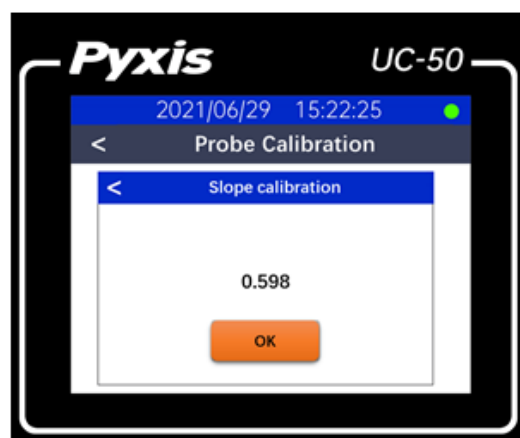 Pyxis UC-50
2021/06/29 15:22:25
< Probe Calibration
< Slope calibration
0.598
OK